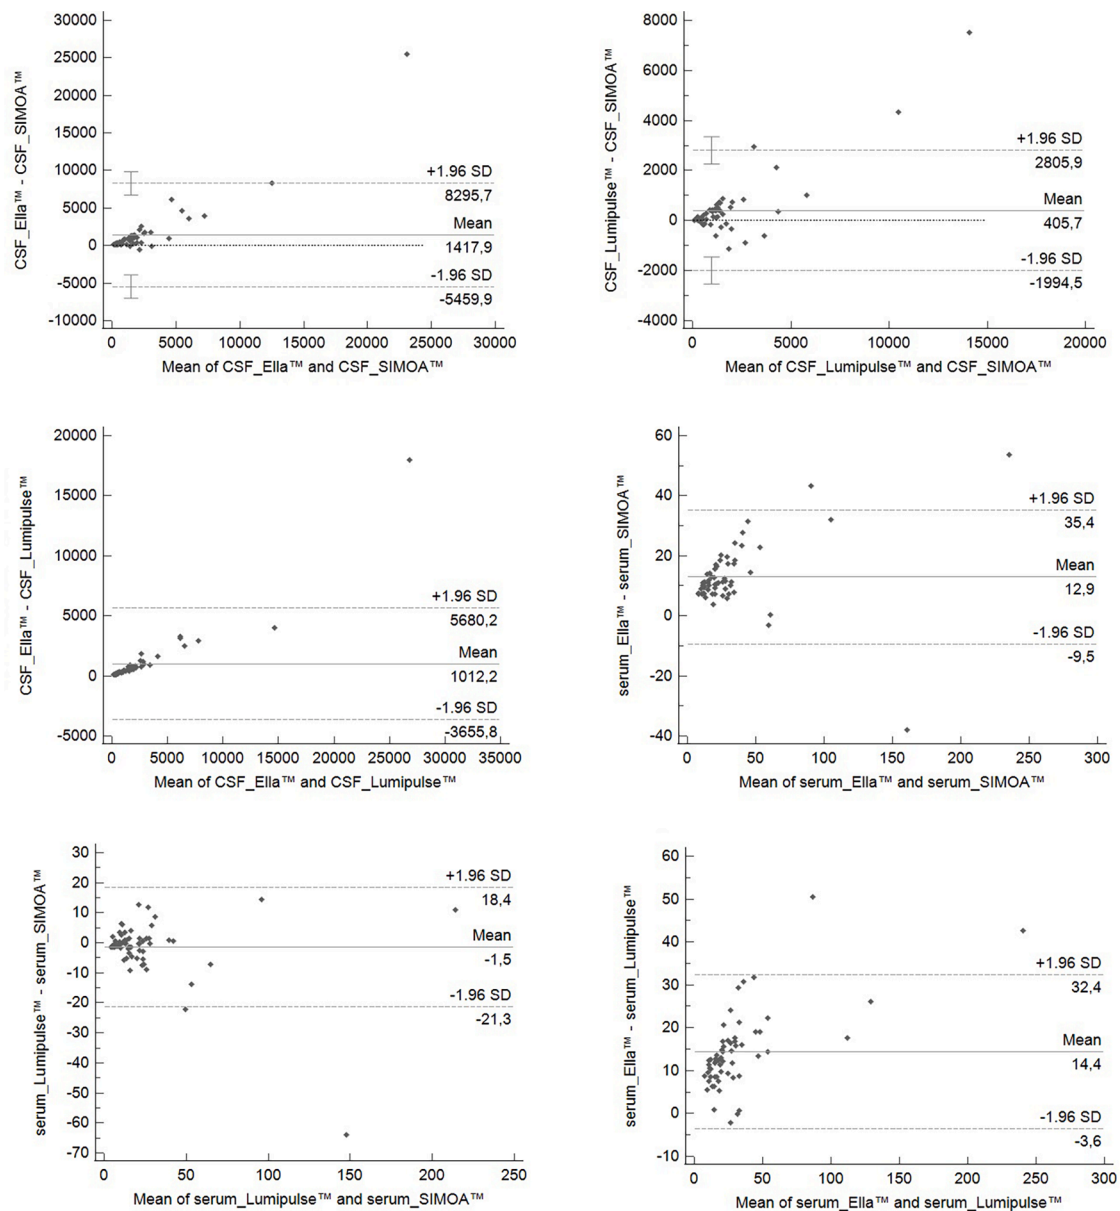 30000
25000
20000
15000
10000
5000
0
-5000
-10000
CSF_Ella™ - CSF_SIMOA™
+1.96 SD
8295,7
Mean
1417,9
-1.96 SD
-5459,9
0 5000 10000 15000 20000 25000 30000
Mean of CSF_Ella™ and CSF_SIMOA™
8000
6000
4000
2000
0
-2000
-4000
CSF_Lumipulse™ - CSF_SIMOA™
+1.96 SD
2805,9
Mean
405,7
-1.96 SD
-1994,5
0 5000 10000 15000 20000
Mean of CSF_Lumipulse™ and CSF_SIMOA™
20000
15000
10000
5000
0
-5000
CSF_Ella™ - CSF_Lumipulse™
+1.96 SD
5680,2
Mean
1012,2
-1.96 SD
-3655,8
0 5000 10000 15000 20000 25000 30000 35000
Mean of CSF_Ella™ and CSF_Lumipulse™
60
40
20
0
-20
-40
serum_Ella™ - serum_SIMOA™
+1.96 SD
35,4
Mean
12,9
-1.96 SD
-9,5
0 50 100 150 200 250 300
Mean of serum_Ella™ and serum_SIMOA™
30
20
10
0
-10
-20
-30
-40
-50
-60
-70
serum_Lumipulse™ - serum_SIMOA™
+1.96 SD
18,4
Mean
-1,5
-1.96 SD
-21,3
0 50 100 150 200 250
Mean of serum_Lumipulse™ and serum_SIMOA™
60
50
40
30
20
10
0
-10
serum_Ella™ - serum_Lumipulse™
+1.96 SD
32,4
Mean
14,4
-1.96 SD
-3,6
0 50 100 150 200 250 300
Mean of serum_Ella™ and serum_Lumipulse™